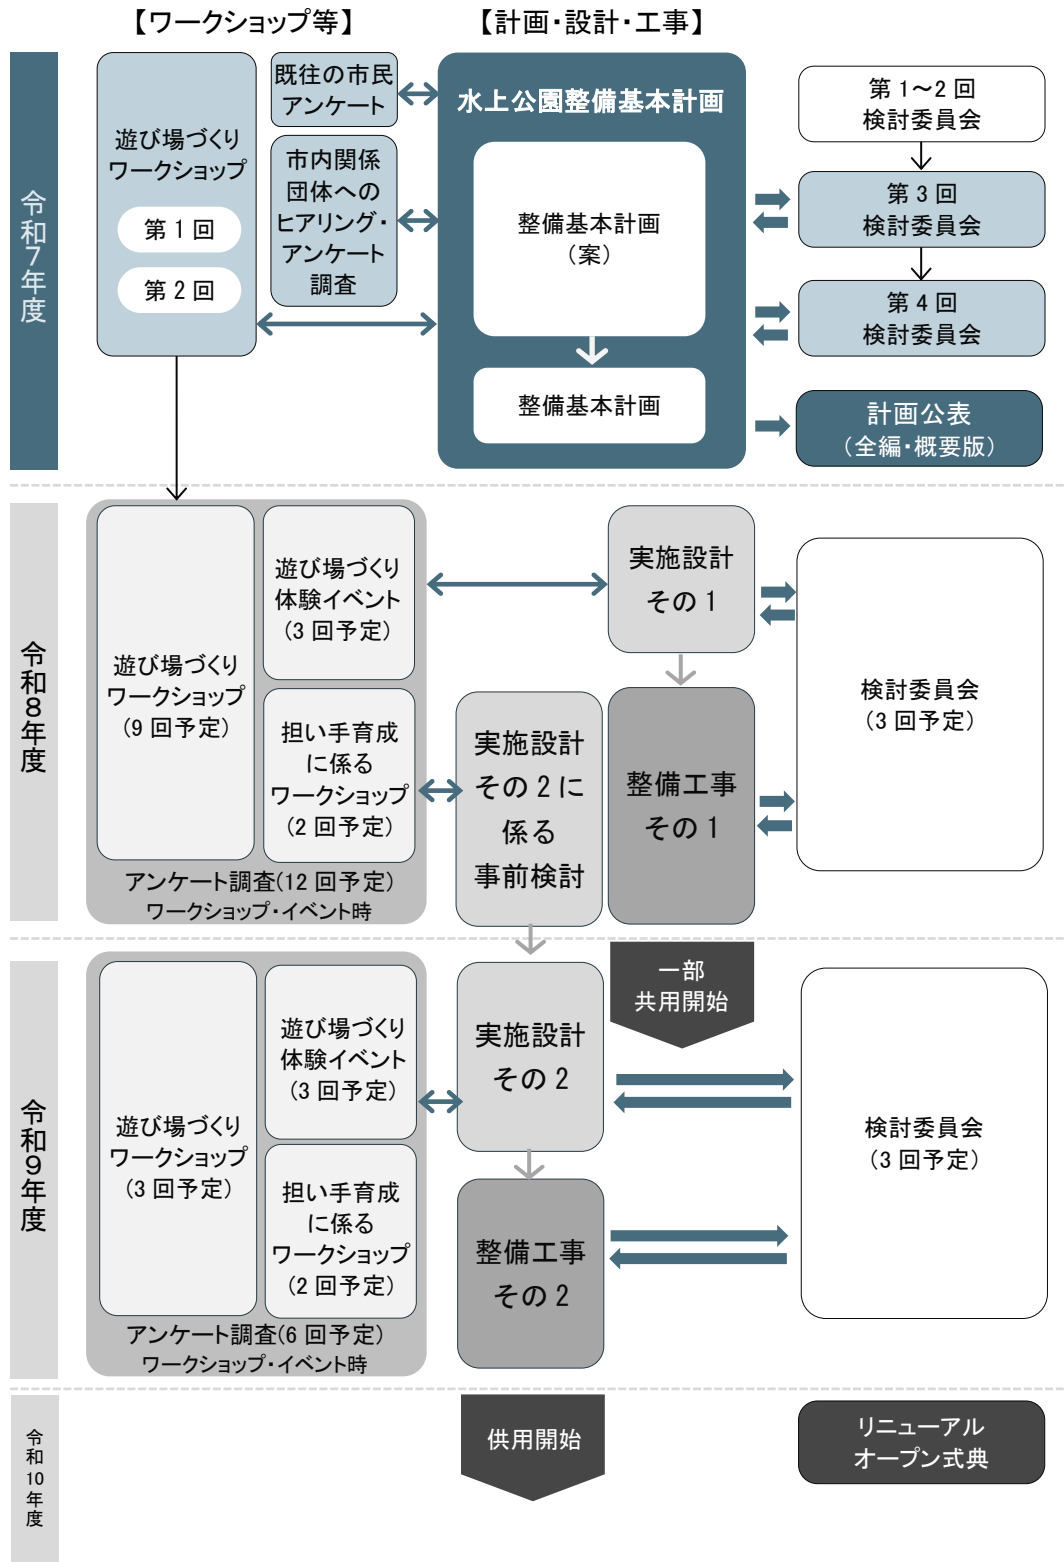 【ワークショップ等】
【計画・設計・工事】
令和7年度
遊び場づくり
ワークショップ
第1回
第2回
既往の市民
アンケート
市内関係
団体への
ヒアリング・
アンケート
調査
水上公園整備基本計画
整備基本計画
（案）
整備基本計画
第1～2回
検討委員会
第3回
検討委員会
第4回
検討委員会
計画公表
（全編・概要版）
令和8年度
遊び場づくり
ワークショップ
(9回予定)
遊び場づくり
体験イベント
(3回予定)
担い手育成
に係る
ワークショップ
(2回予定)
アンケート調査(12回予定)
ワークショップ・イベント時
実施設計
その1
実施設計
その2に
係る
事前検討
整備工事
その1
検討委員会
(3回予定)
令和9年度
遊び場づくり
ワークショップ
(3回予定)
遊び場づくり
体験イベント
(3回予定)
担い手育成
に係る
ワークショップ
(2回予定)
アンケート調査(6回予定)
ワークショップ・イベント時
実施設計
その2
一部
共用開始
整備工事
その2
検討委員会
(3回予定)
令和10年度
供用開始
リニューアル
オープン式典